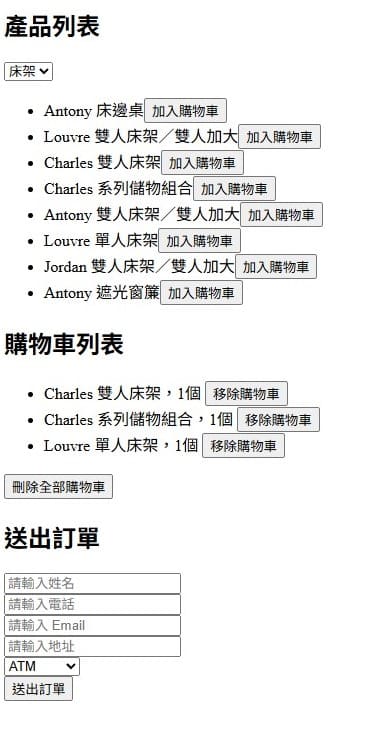 產品列表
床架
Antony 床邊桌 加入購物車
Louvre 雙人床架／雙人加大 加入購物車
Charles 雙人床架 加入購物車
Charles 系列儲物組合 加入購物車
Antony 雙人床架／雙人加大 加入購物車
Louvre 單人床架 加入購物車
Jordan 雙人床架／雙人加大 加入購物車
Antony 遮光窗簾 加入購物車
購物車列表
Charles 雙人床架，1個 移除購物車
Charles 系列儲物組合，1個 移除購物車
Louvre 單人床架，1個 移除購物車
刪除全部購物車
送出訂單
請輸入姓名
請輸入電話
請輸入 Email
請輸入地址
ATM
送出訂單